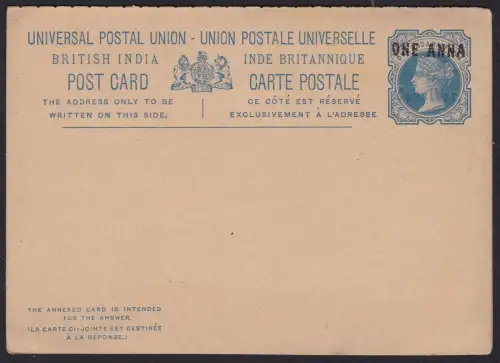 UNIVERSAL POSTAL UNION - UNION POSTALE UNIVERSELLE
BRITISH INDIA
INDE BRITANNIQUE
POST CARD
CARTE POSTALE
THE ADDRESS ONLY TO BE
WRITTEN ON THIS SIDE.
CE CÔTÉ EST RÉSERVÉ
EXCLUSIVEMENT À L'ADRESSE.
ONE ANNA
THE ANNEXED CARD IS INTENDED
FOR THE ANSWER.
(LA CARTE CI-JOINTE EST DESTINÉE
À LA RÉPONSE.)